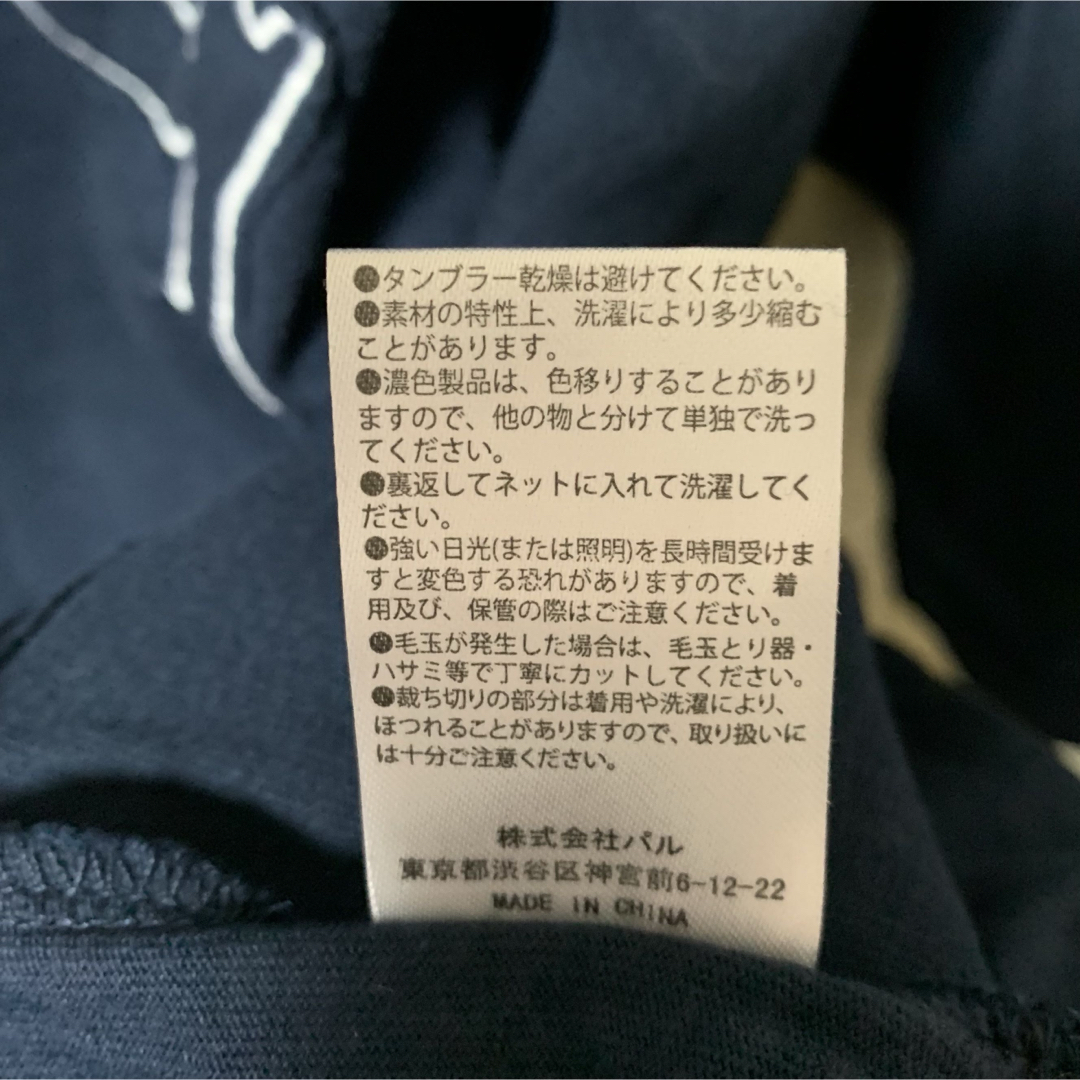 ●タンブラー乾燥は避けてください。
●素材の特性上、洗濯により多少縮む
ことがあります。
●濃色製品は、色移りすることがあり
ますので、他の物と分けて単独で洗っ
てください。
●裏返してネットに入れて洗濯してく
ださい。
●強い日光(または照明)を長時間受けま
すと変色する恐れがありますので、着
用及び、保管の際はご注意ください。
●毛玉が発生した場合は、毛玉とり器・
ハサミ等で丁寧にカットしてください。
●裁ち切りの部分は着用や洗濯により、
ほつれることがありますので、取り扱いに
は十分ご注意ください。
株式会社パル
東京都渋谷区神宮前6-12-22
MADE IN CHINA